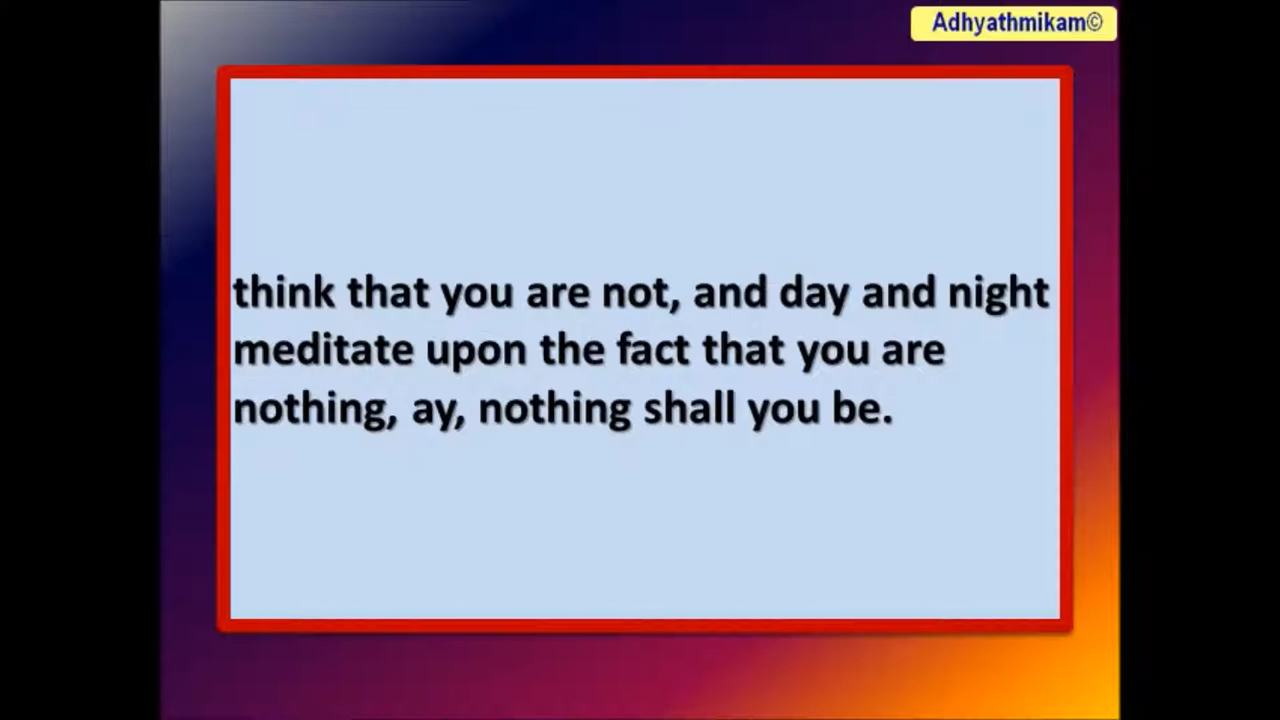 Adhyathmikam©
think that you are not, and day and night
meditate upon the fact that you are
nothing, ay, nothing shall you be.